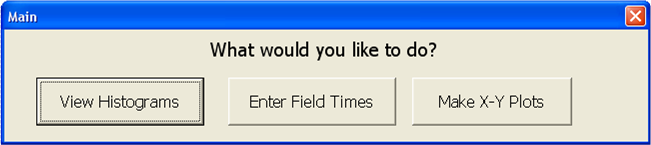 Main
What would you like to do?
View Histograms Enter Field Times Make X-Y Plots